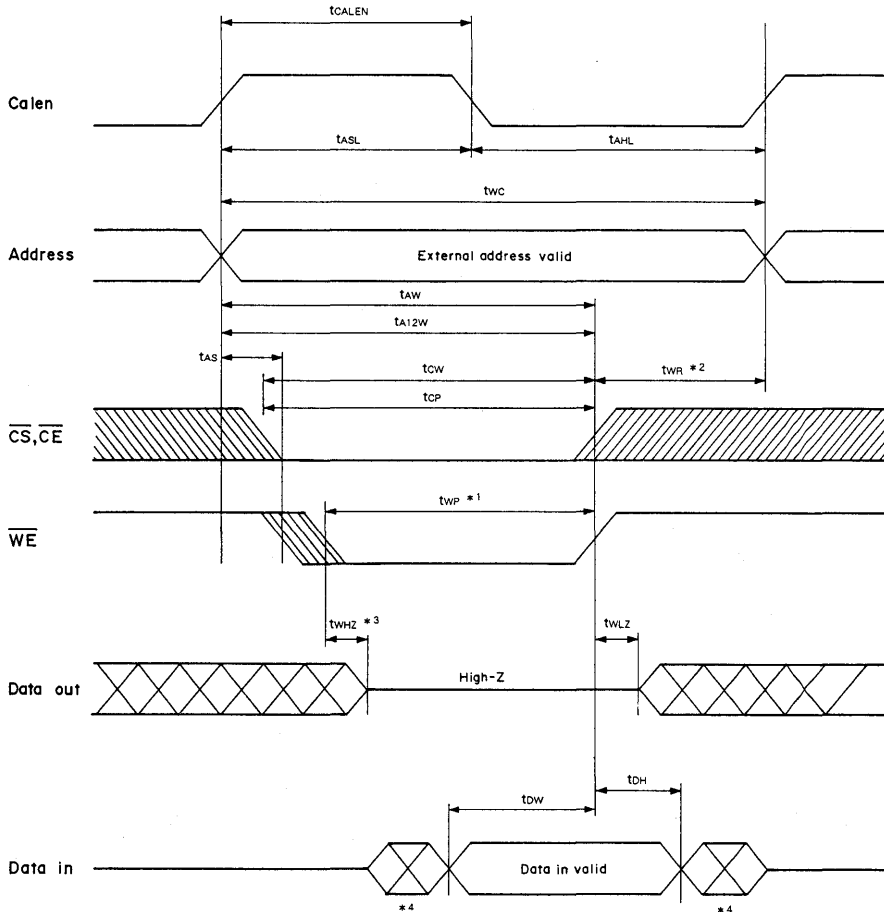 tCALEN
Calen
tASL
tAHL
tWC
Address
External address valid
tAW
tA12W
tAS
tCW
tWR *2
tCP
CS,CE
tWP *1
WE
tWHZ *3
tWLZ
Data out
High-Z
tDH
tDW
Data in
Data in valid
*4
*4